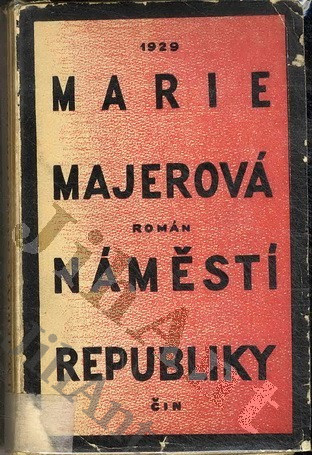 1929
MARIE
MAJEROVÁ
ROMÁN
NÁMĚSTÍ
REPUBLIKY
ČIN